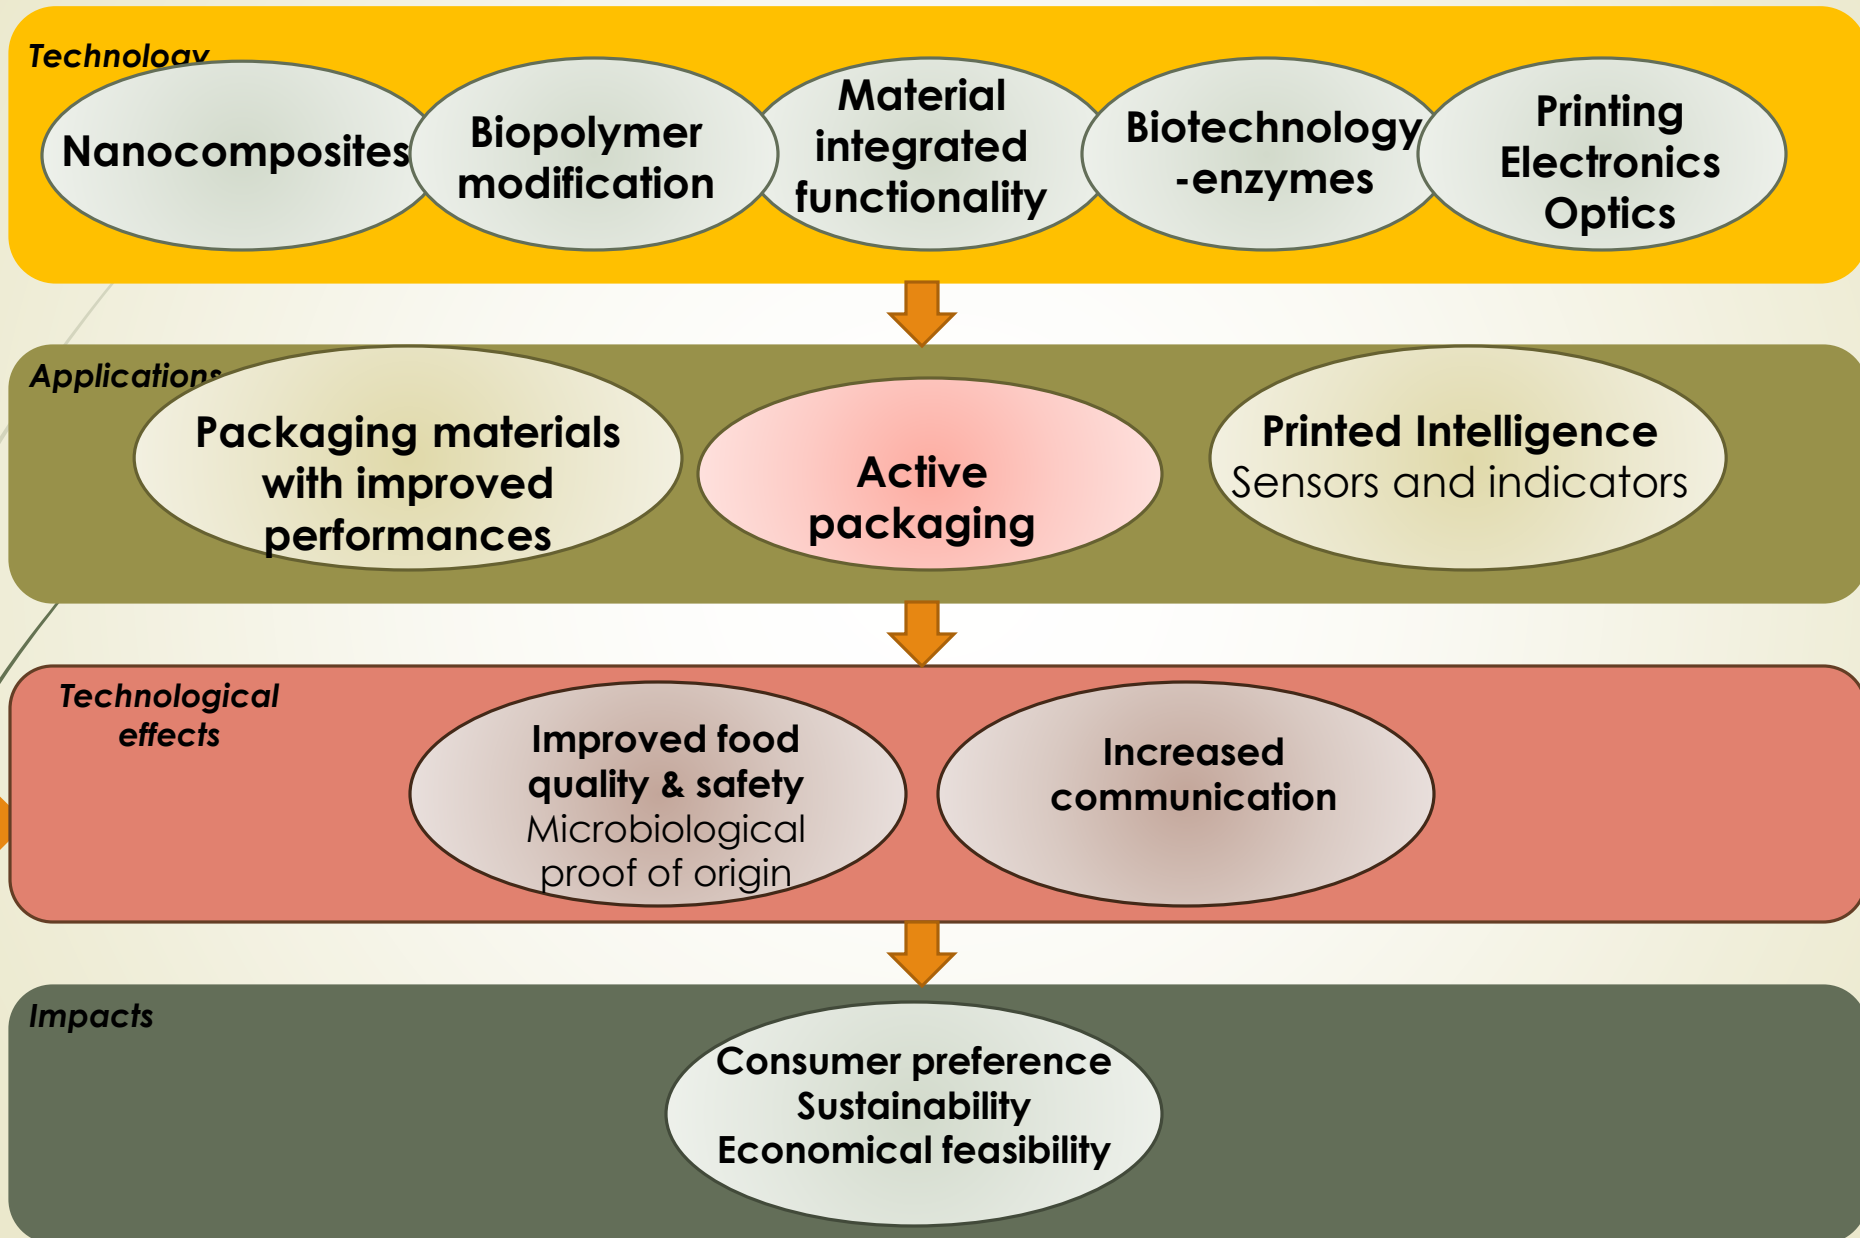 Technology
Nanocomposites
Biopolymer
modification
Material
integrated
functionality
Biotechnology
-enzymes
Printing
Electronics
Optics
Applications
Packaging materials
with improved
performances
Active
packaging
Printed Intelligence
Sensors and indicators
Technological
effects
Improved food
quality & safety
Microbiological
proof of origin
Increased
communication
Impacts
Consumer preference
Sustainability
Economical feasibility